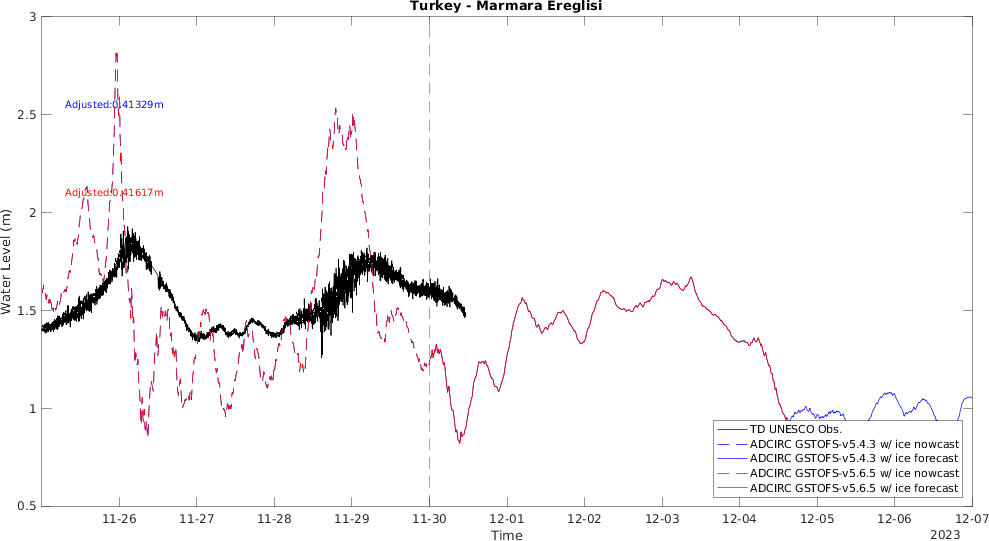 Turkey - Marmara Ereglisi
3
2.5
2
1.5
1
0.5
Water Level (m)
Adjusted:0.41329m
Adjusted:0.41617m
TD UNESCO Obs.
ADCIRC GSTOFS-v5.4.3 w/ ice nowcast
ADCIRC GSTOFS-v5.4.3 w/ ice forecast
ADCIRC GSTOFS-v5.6.5 w/ ice nowcast
ADCIRC GSTOFS-v5.6.5 w/ ice forecast
11-26 11-27 11-28 11-29 11-30 12-01 12-02 12-03 12-04 12-05 12-06 12-07
Time
2023